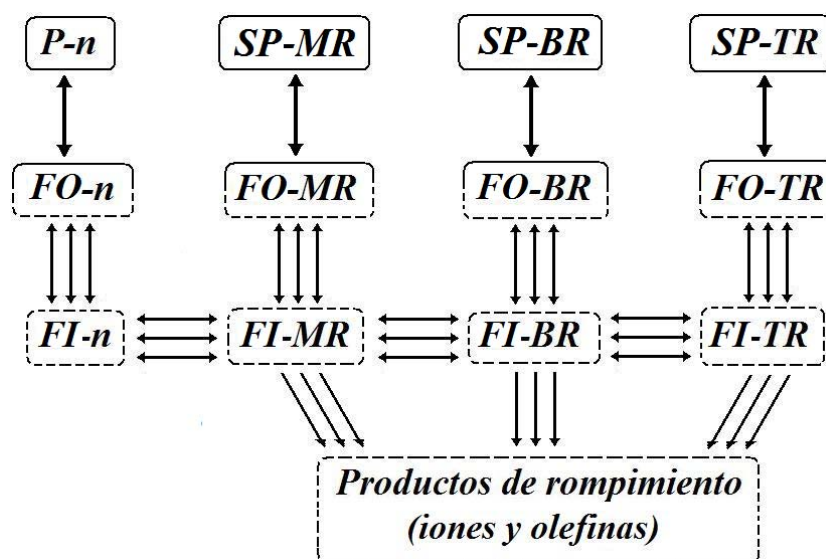 P-n SP-MR SP-BR SP-TR
FO-n FO-MR FO-BR FO-TR
FI-n FI-MR FI-BR FI-TR
Productos de rompimiento
(iones y olefinas)